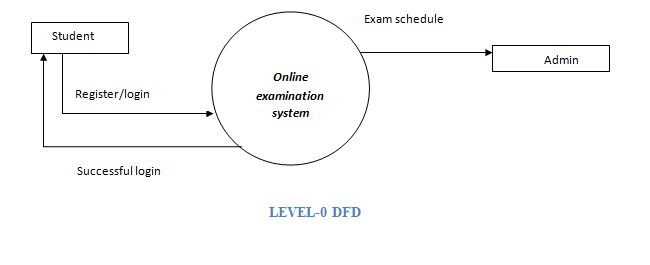 Exam schedule
Student
Admin
Online
examination
system
Register/login
Successful login
LEVEL-0 DFD